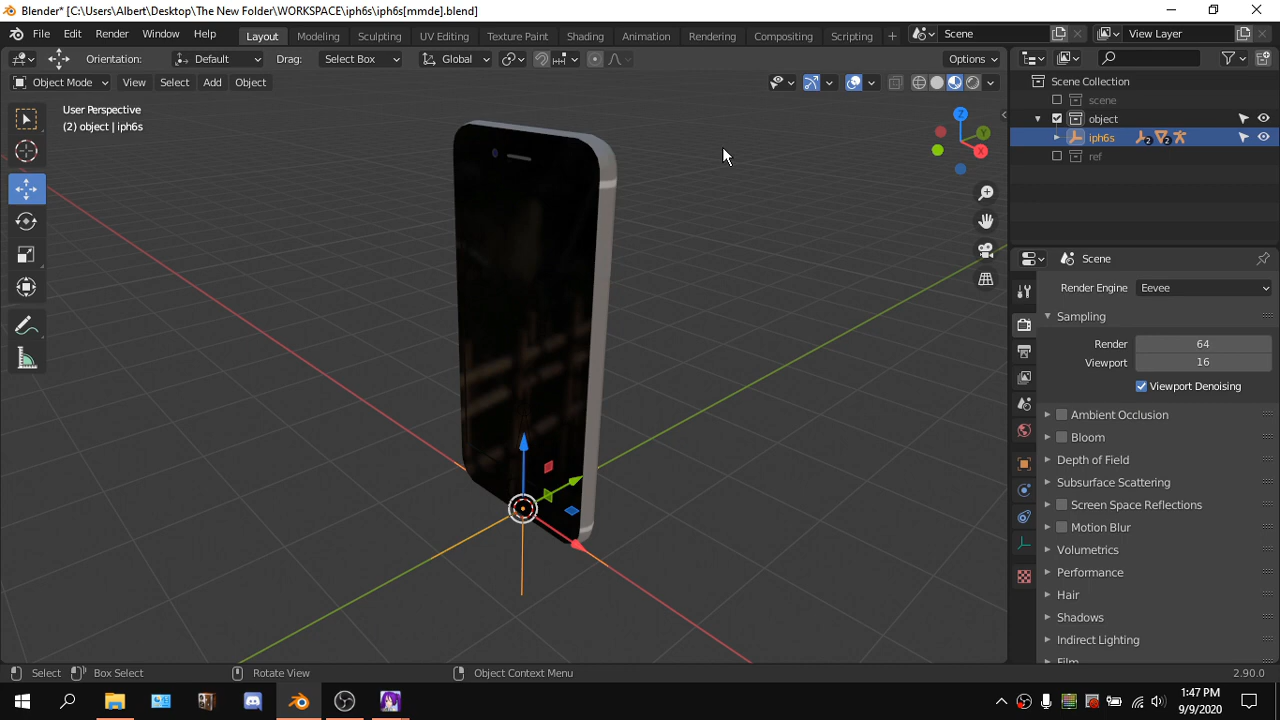 Blender* [C:\Users\Albert\Desktop\The New Folder\WORKSPACE\iph6s\iph6s[mmde].blend]
File Edit Render Window Help Layout Modeling Sculpting UV Editing Texture Paint Shading Animation Rendering Compositing Scripting + Scene View Layer
Orientation: Default Drag: Select Box Global Options
Object Mode View Select Add Object
Scene Collection
scene
object
iph6s
ref
User Perspective
(2) object | iph6s
Z
Y
X
Scene
Render Engine Eevee
Sampling
Render 64
Viewport 16
Viewport Denoising
Ambient Occlusion
Bloom
Depth of Field
Subsurface Scattering
Screen Space Reflections
Motion Blur
Volumetrics
Performance
Hair
Shadows
Indirect Lighting
Film
Select Box Select Rotate View Object Context Menu 2.90.0
1:47 PM
9/9/2020